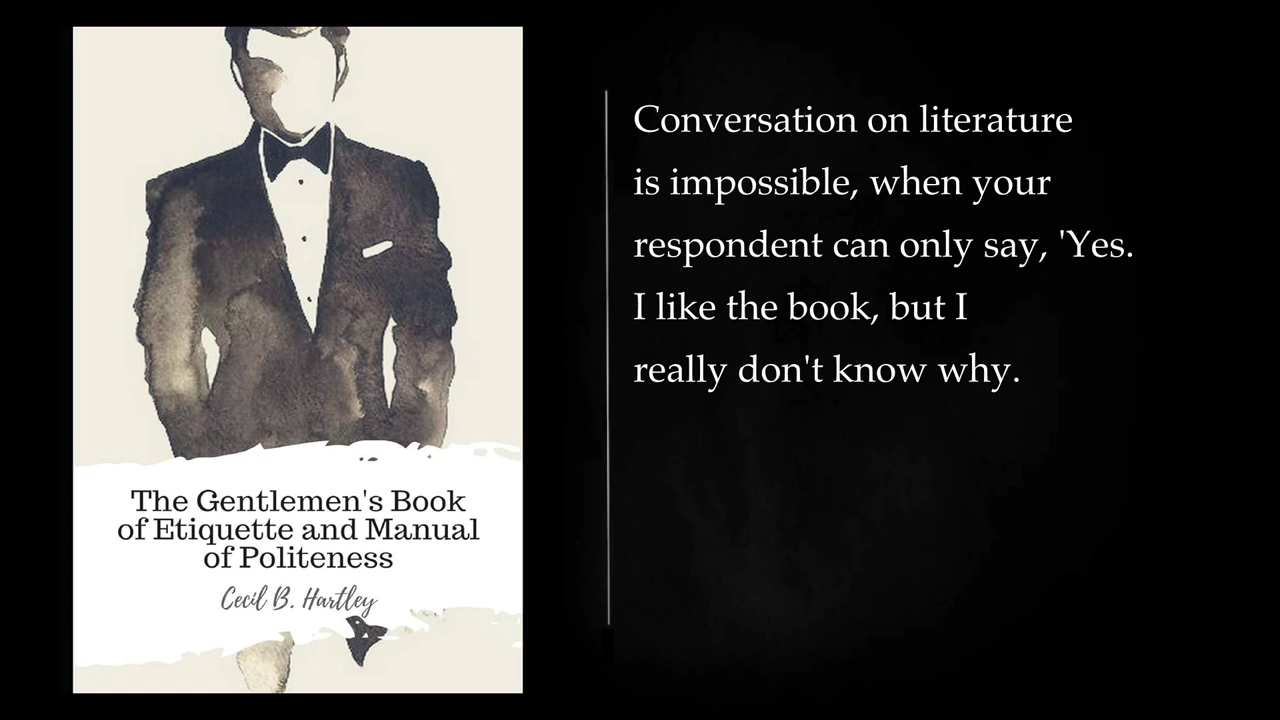 The Gentlemen's Book
of Etiquette and Manual
of Politeness
Cecil B. Hartley
Conversation on literature
is impossible, when your
respondent can only say, 'Yes.
I like the book, but I
really don't know why.